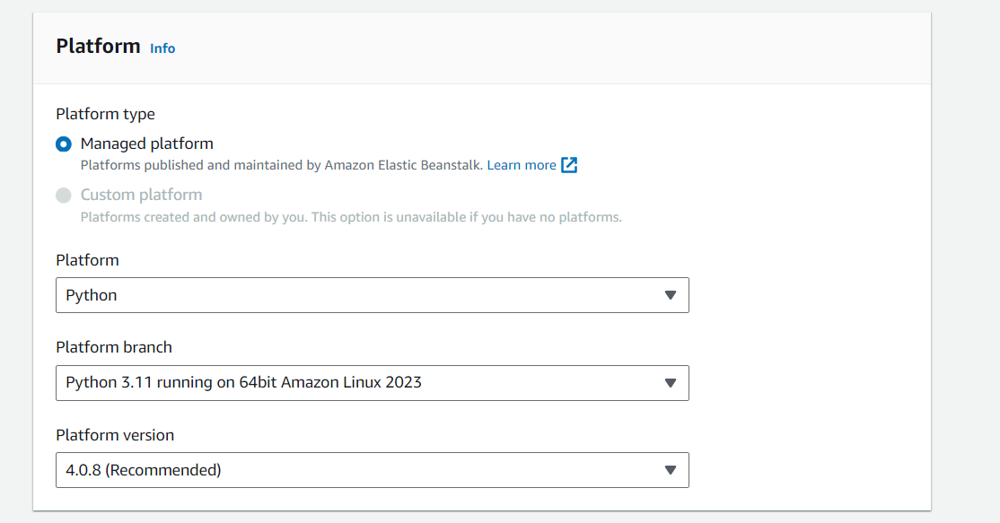 Platform Info
Platform type
Managed platform
Platforms published and maintained by Amazon Elastic Beanstalk. Learn more
Custom platform
Platforms created and owned by you. This option is unavailable if you have no platforms.
Platform
Python
Platform branch
Python 3.11 running on 64bit Amazon Linux 2023
Platform version
4.0.8 (Recommended)